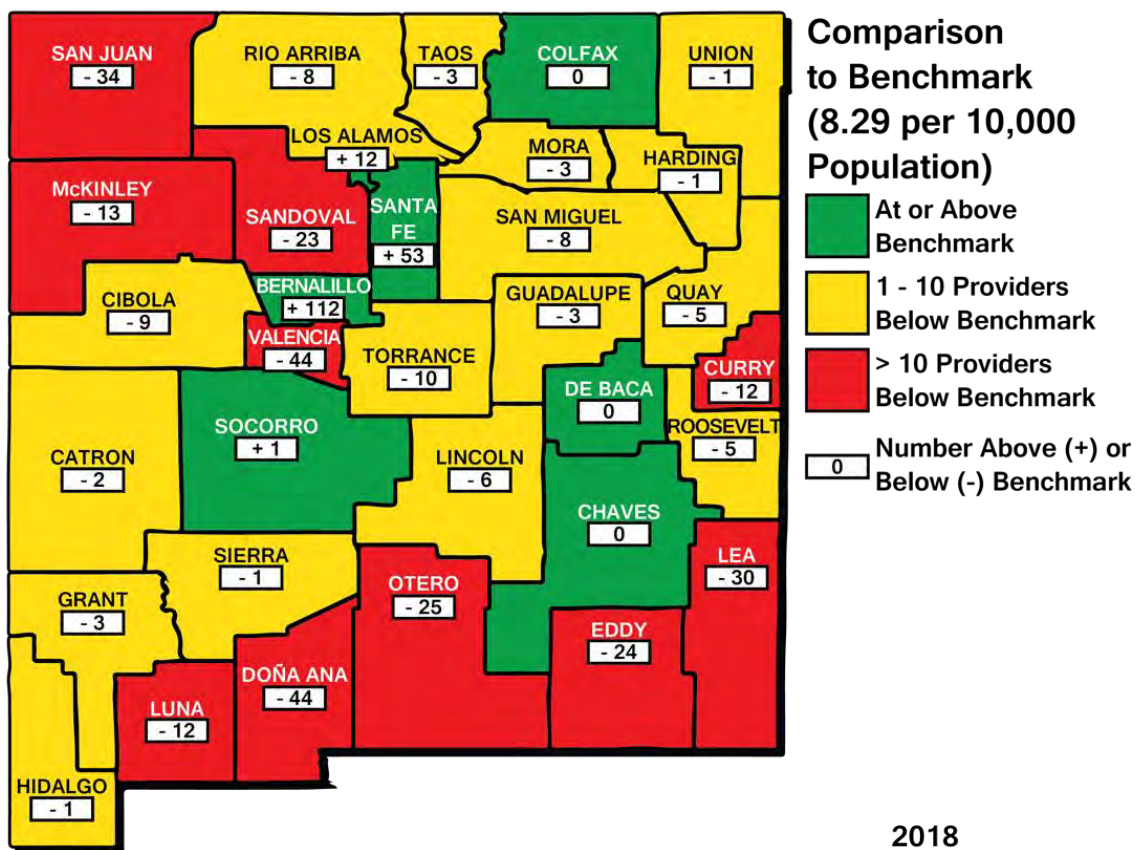 SAN JUAN
- 34
RIO ARRIBA
- 8
TAOS
- 3
COLFAX
0
UNION
- 1
LOS ALAMOS
+ 12
MORA
- 3
HARDING
- 1
McKINLEY
- 13
SANDOVAL
- 23
SANTA
FE
+ 53
SAN MIGUEL
- 8
BERNALILLO
+ 112
CIBOLA
- 9
GUADALUPE
- 3
QUAY
- 5
VALENCIA
- 44
TORRANCE
- 10
CURRY
- 12
DE BACA
0
SOCORRO
+ 1
ROOSEVELT
- 5
CATRON
- 2
LINCOLN
- 6
CHAVES
0
SIERRA
- 1
OTERO
- 25
LEA
- 30
GRANT
- 3
EDDY
- 24
DOÑA ANA
- 44
LUNA
- 12
HIDALGO
- 1
Comparison
to Benchmark
(8.29 per 10,000
Population)
At or Above
Benchmark
1 - 10 Providers
Below Benchmark
> 10 Providers
Below Benchmark
0
Number Above (+) or
Below (-) Benchmark
2018